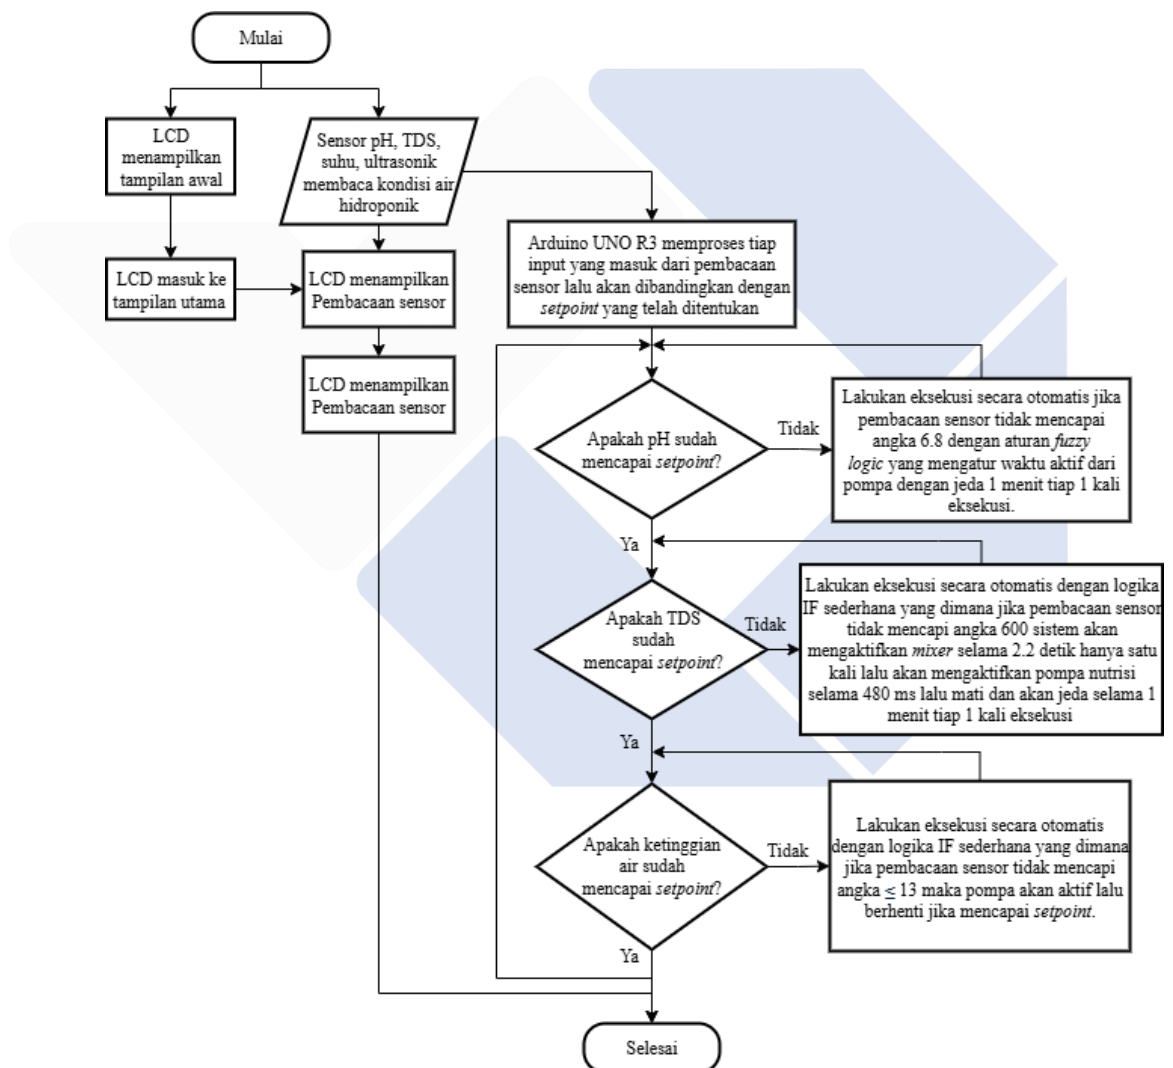 Mulai
LCD
menampilkan
tampilan awal
Sensor pH, TDS,
suhu, ultrasonik
membaca kondisi air
hidroponik
LCD masuk ke
tampilan utama
LCD menampilkan
Pembacaan sensor
LCD menampilkan
Pembacaan sensor
Arduino UNO R3 memproses tiap
input yang masuk dari pembacaan
sensor lalu akan dibandingkan dengan
setpoint yang telah ditentukan
Apakah pH sudah
mencapai setpoint?
Tidak
Lakukan eksekusi secara otomatis jika
pembacaan sensor tidak mencapai
angka 6.8 dengan aturan fuzzy
logic yang mengatur waktu aktif dari
pompa dengan jeda 1 menit tiap 1 kali
eksekusi.
Ya
Apakah TDS
sudah
mencapai setpoint?
Tidak
Lakukan eksekusi secara otomatis dengan logika
IF sederhana yang dimana jika pembacaan sensor
tidak mencapi angka 600 sistem akan
mengaktifkan mixer selama 2.2 detik hanya satu
kali lalu akan mengaktifkan pompa nutrisi
selama 480 ms lalu mati dan akan jeda selama 1
menit tiap 1 kali eksekusi
Ya
Apakah ketinggian
air sudah
mencapai setpoint?
Tidak
Lakukan eksekusi secara otomatis
dengan logika IF sederhana yang dimana
jika pembacaan sensor tidak mencapi
angka ≤ 13 maka pompa akan aktif lalu
berhenti jika mencapai setpoint.
Ya
Selesai